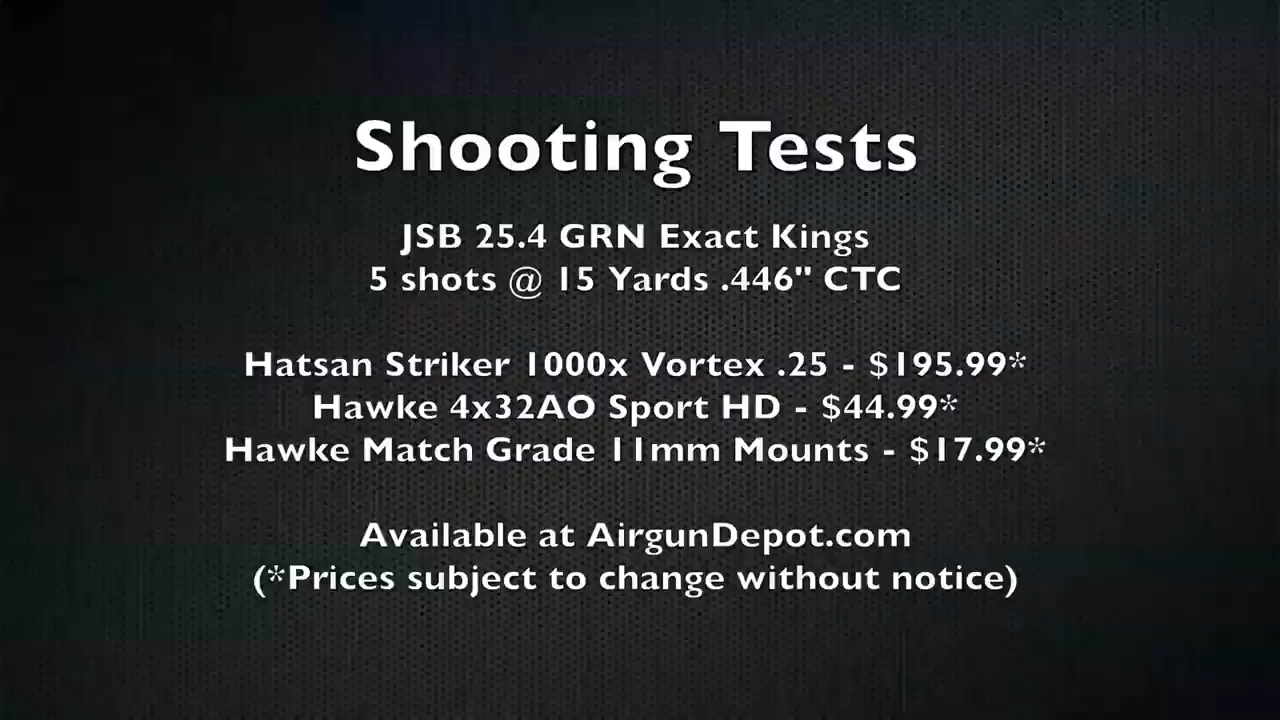 Shooting Tests
JSB 25.4 GRN Exact Kings
5 shots @ 15 Yards .446" CTC
Hatsan Striker 1000x Vortex .25 - $195.99*
Hawke 4x32AO Sport HD - $44.99*
Hawke Match Grade 11mm Mounts - $17.99*
Available at AirgunDepot.com
(*Prices subject to change without notice)